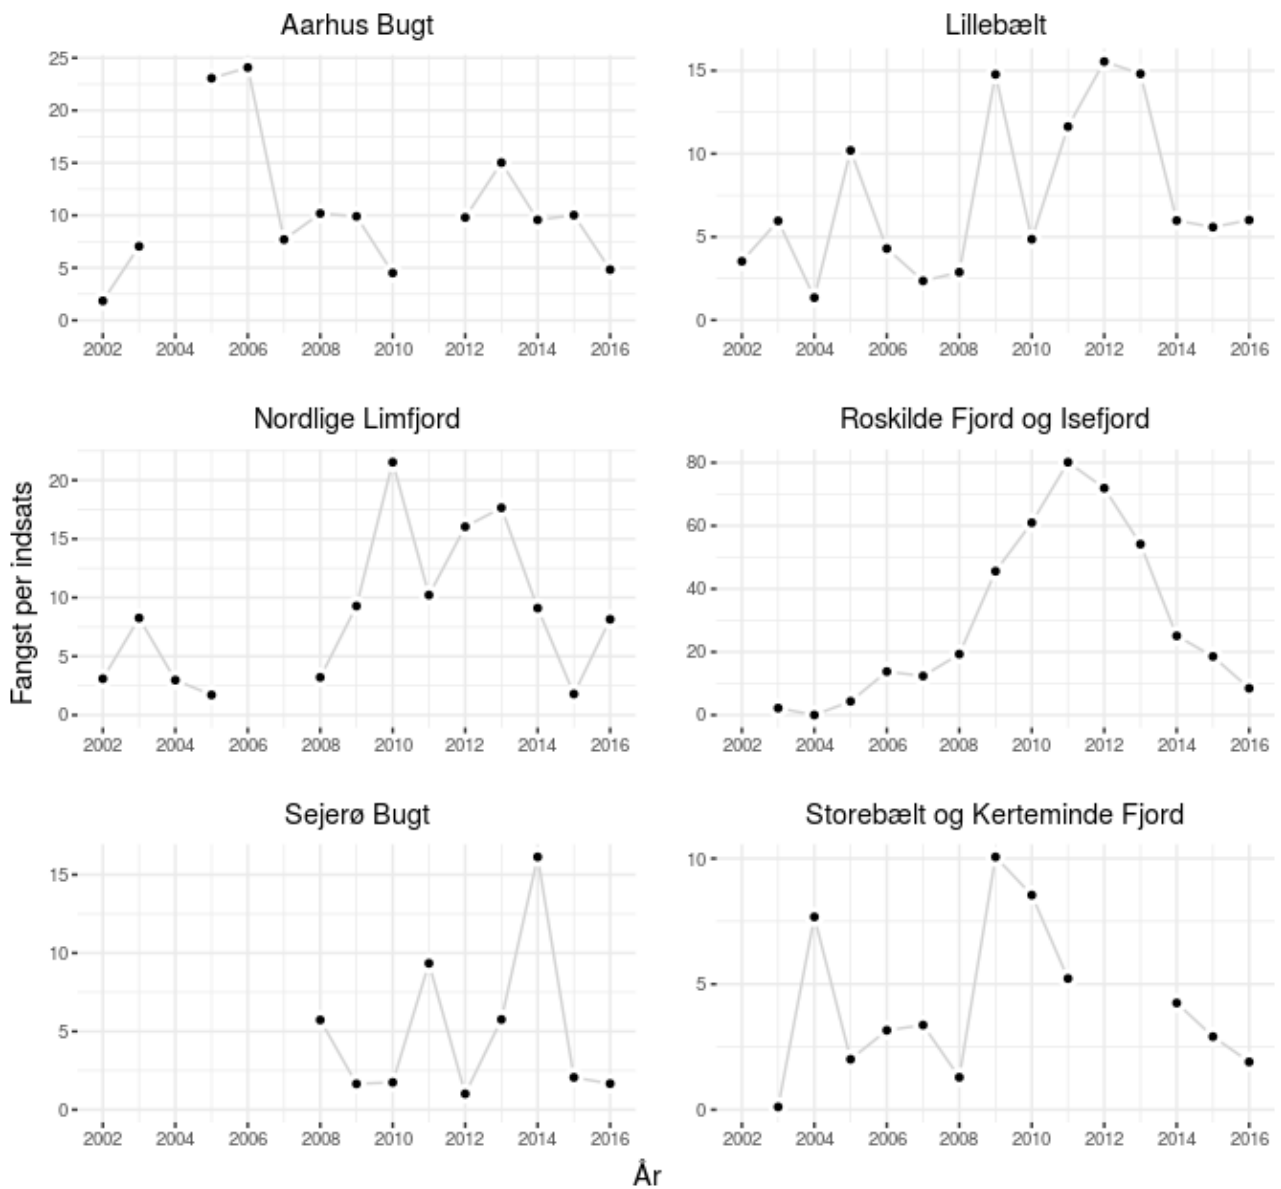 Aarhus Bugt
25
20
15
10
5
0
2002 2004 2006 2008 2010 2012 2014 2016
Lillebælt
15
10
5
0
2002 2004 2006 2008 2010 2012 2014 2016
Fangst per indsats
Nordlige Limfjord
20
15
10
5
0
2002 2004 2006 2008 2010 2012 2014 2016
Roskilde Fjord og Isefjord
80
60
40
20
0
2002 2004 2006 2008 2010 2012 2014 2016
Sejerø Bugt
15
10
5
0
2002 2004 2006 2008 2010 2012 2014 2016
Storebælt og Kerteminde Fjord
10
5
0
2002 2004 2006 2008 2010 2012 2014 2016
År